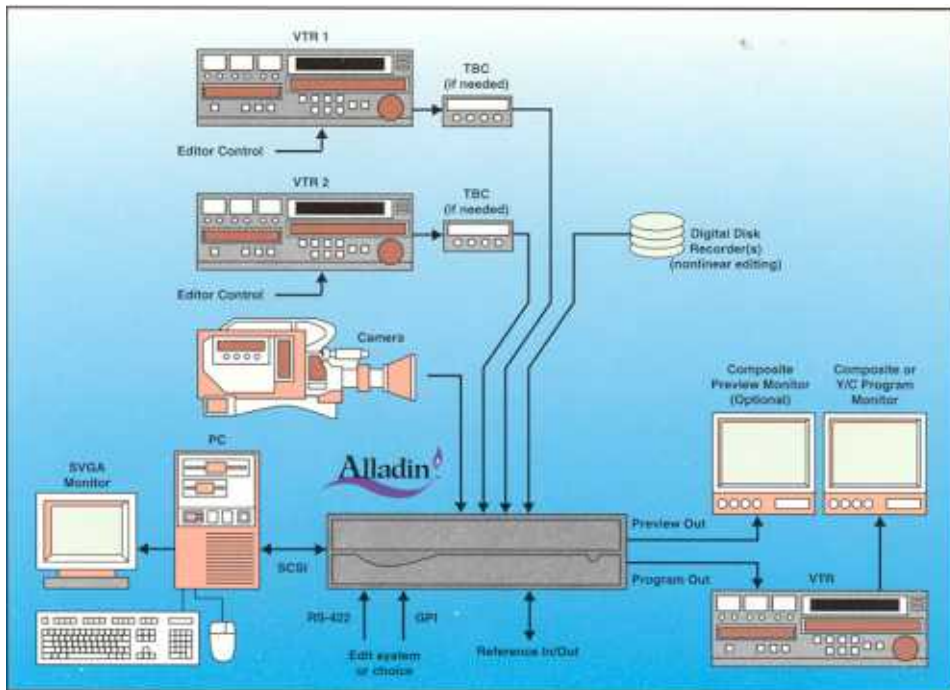 VTR 1
TBC
(if needed)
Editor Control
VTR 2
TBC
(if needed)
Digital Disk
Recorder(s)
(nonlinear editing)
Editor Control
Camera
Composite
Preview Monitor
(Optional)
Composite or
Y/C Program
Monitor
PC
SVGA
Monitor
Alladin
Preview Out
SCSI
Program Out
VTR
RS-422
GPI
Edit system
or choice
Reference In/Out